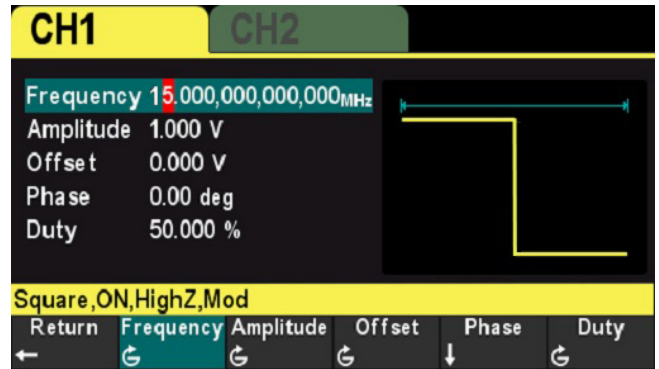 CH1 CH2
Frequency 15.000,000,000,000MHz
Amplitude 1.000 V
Offset 0.000 V
Phase 0.00 deg
Duty 50.000 %
Square,ON,HighZ,Mod
Return Frequency Amplitude Offset Phase Duty